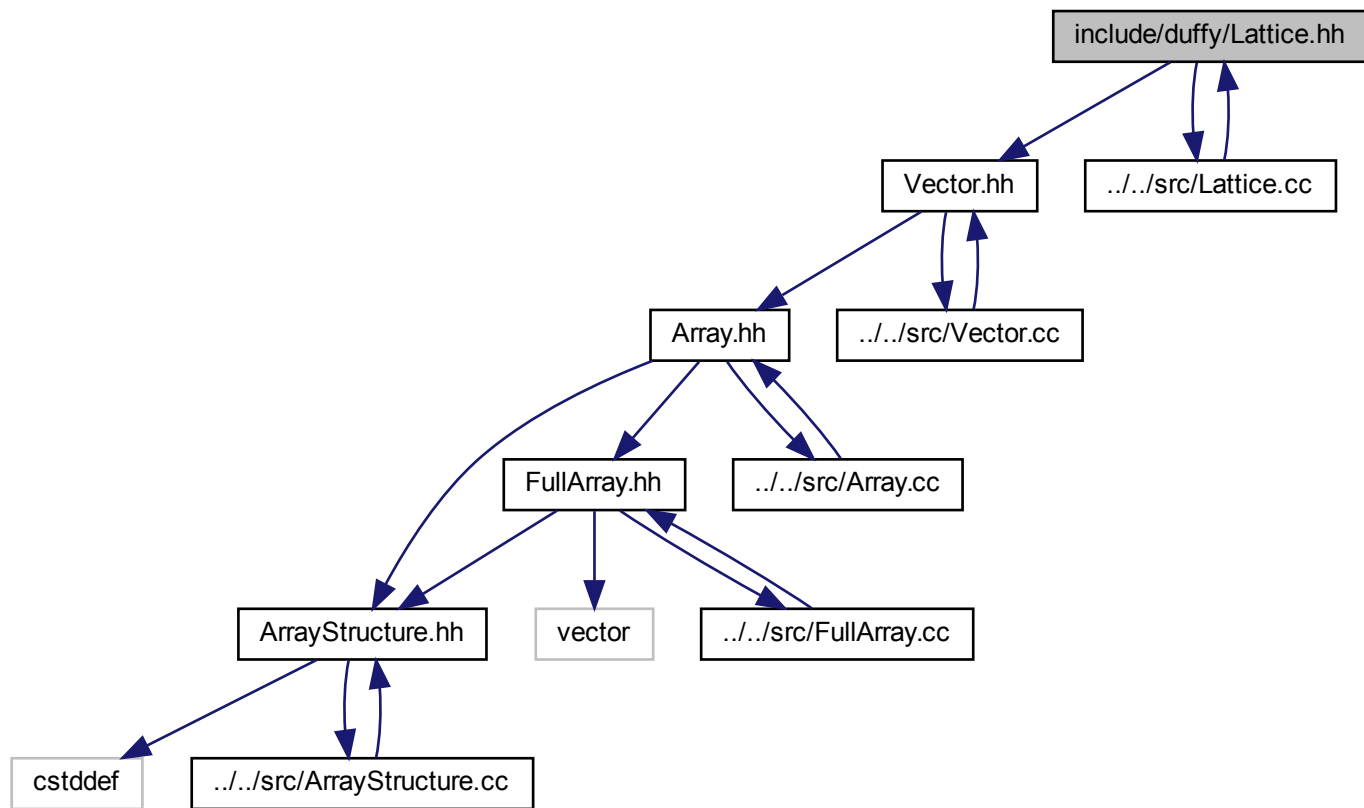 include/duffy/Lattice.hh
Vector.hh
../../src/Lattice.cc
Array.hh
../../src/Vector.cc
FullArray.hh
../../src/Array.cc
ArrayStructure.hh
vector
../../src/FullArray.cc
cstddef
../../src/ArrayStructure.cc